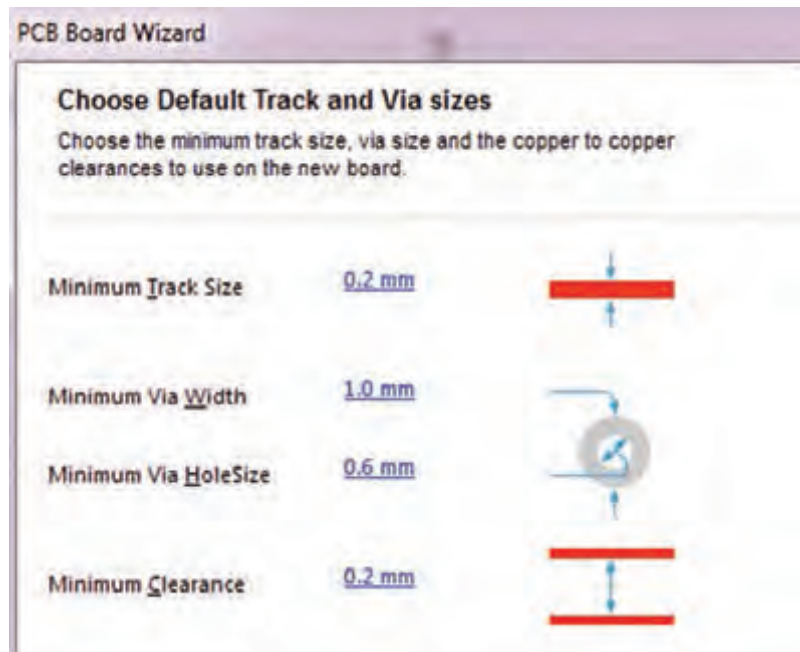 PCB Board Wizard
Choose Default Track and Via sizes
Choose the minimum track size, via size and the copper to copper
clearances to use on the new board.
Minimum Track Size 0.2 mm
Minimum Via Width 1.0 mm
Minimum Via HoleSize 0.6 mm
Minimum Clearance 0.2 mm